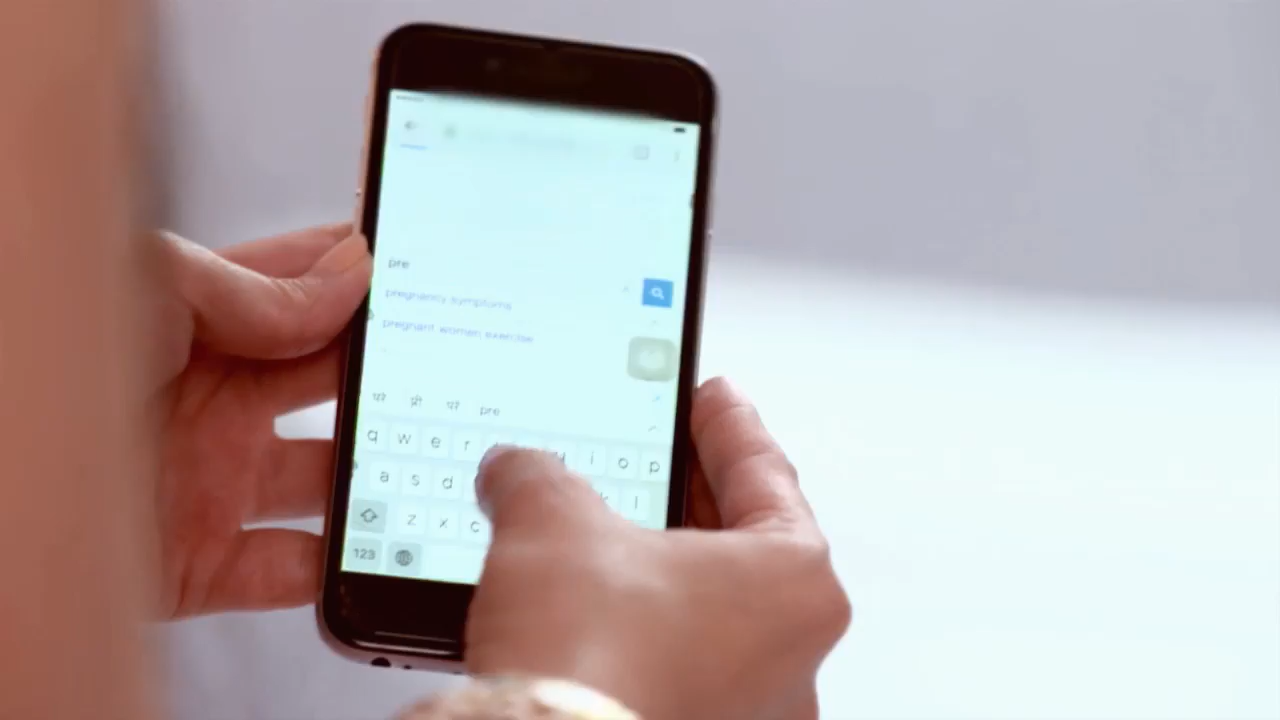 pre
pregnancy symptoms
pregnant women exercise
pre
q w e r i o p
a s d k l
z x c
123